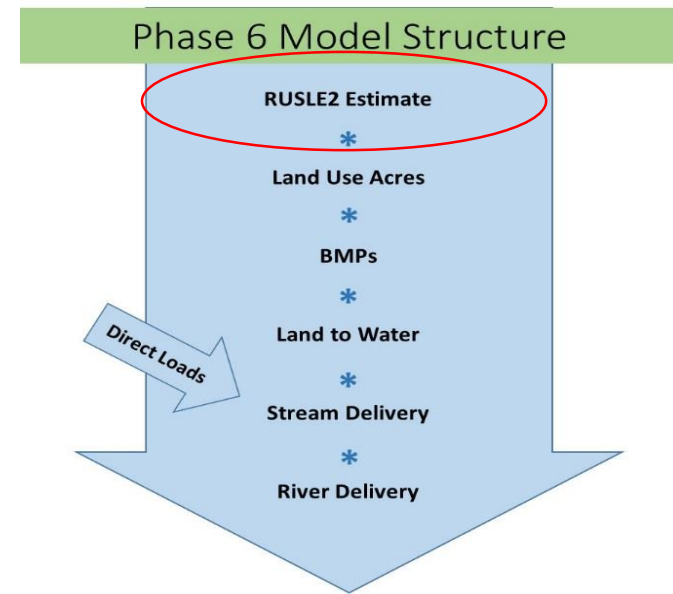 Phase 6 Model Structure
RUSLE2 Estimate
*
Land Use Acres
*
BMPs
*
Land to Water
Direct Loads
*
Stream Delivery
*
River Delivery